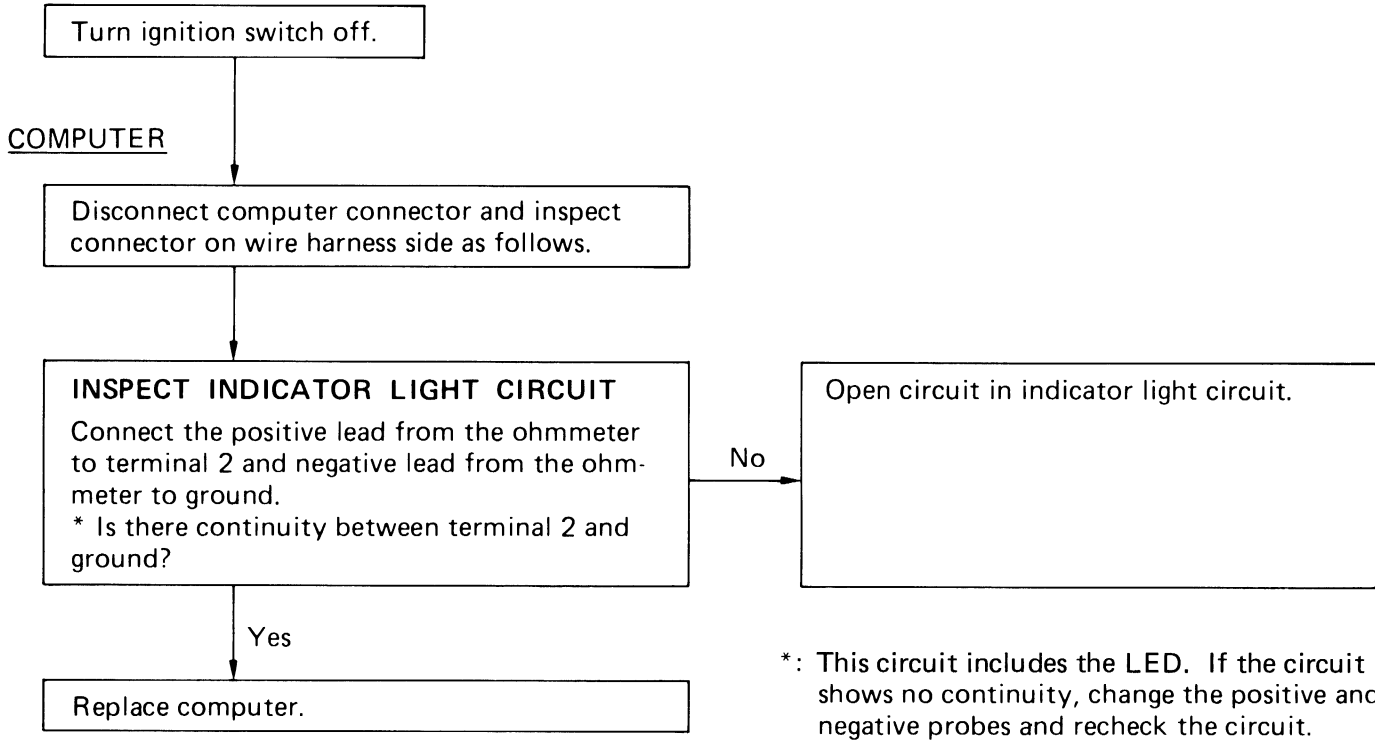 Turn ignition switch off.
COMPUTER
Disconnect computer connector and inspect
connector on wire harness side as follows.
INSPECT INDICATOR LIGHT CIRCUIT
Connect the positive lead from the ohmmeter
to terminal 2 and negative lead from the ohm-
meter to ground.
* Is there continuity between terminal 2 and
ground?
No
Open circuit in indicator light circuit.
Yes
Replace computer.
*: This circuit includes the LED. If the circuit
shows no continuity, change the positive and
negative probes and recheck the circuit.